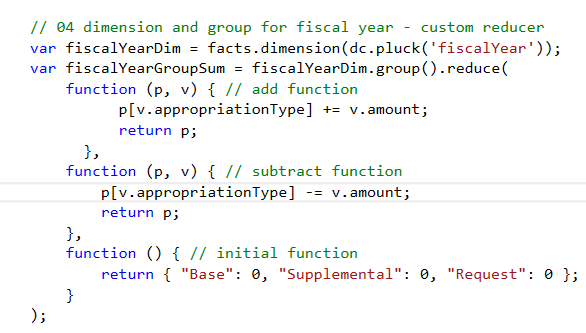 // 04 dimension and group for fiscal year - custom reducer
var fiscalYearDim = facts.dimension(dc.pluck('fiscalYear'));
var fiscalYearGroupSum = fiscalYearDim.group().reduce(
    function (p, v) { // add function
          p[v.appropriationType] += v.amount;
          return p;
      },
    function (p, v) { // subtract function
        p[v.appropriationType] -= v.amount;
        return p;
    },
    function () { // initial function
        return { "Base": 0, "Supplemental": 0, "Request": 0 };
    }
);